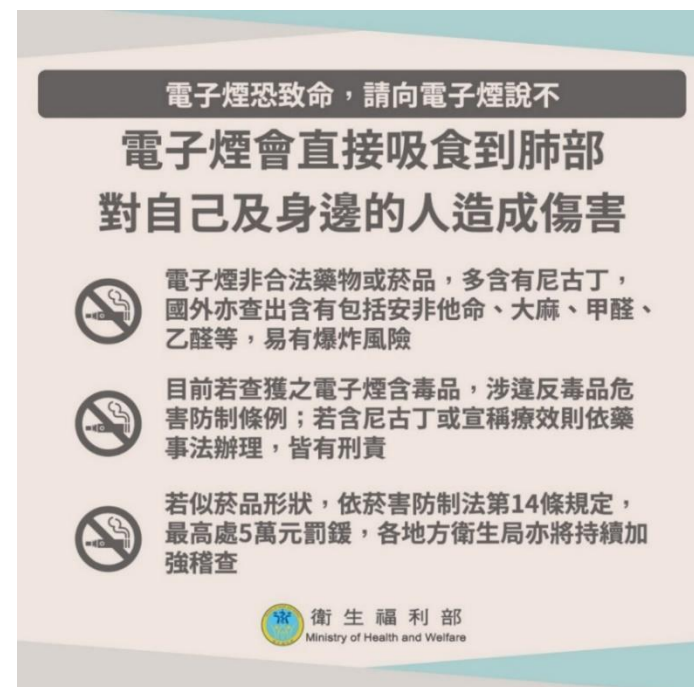 電子煙恐致命，請向電子煙說不
電子煙會直接吸食到肺部
對自己及身邊的人造成傷害
電子煙非合法藥物或菸品，多含有尼古丁，
國外亦查出含有包括安非他命、大麻、甲醛、
乙醛等，易有爆炸風險
目前若查獲之電子煙含毒品，涉違反毒品危
害防制條例；若含尼古丁或宣稱療效則依藥
事法辦理，皆有刑責
若似菸品形狀，依菸害防制法第14條規定，
最高處5萬元罰鍰，各地方衛生局亦將持續加
強稽查
衛生福利部
Ministry of Health and Welfare